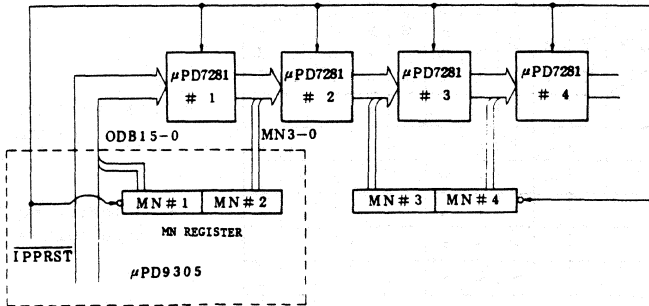 μPD7281
# 1
μPD7281
# 2
μPD7281
# 3
μPD7281
# 4
ODB15-0
MN3-0
MN#1
MN#2
MN#3
MN#4
MN REGISTER
IPPRST
μPD9305